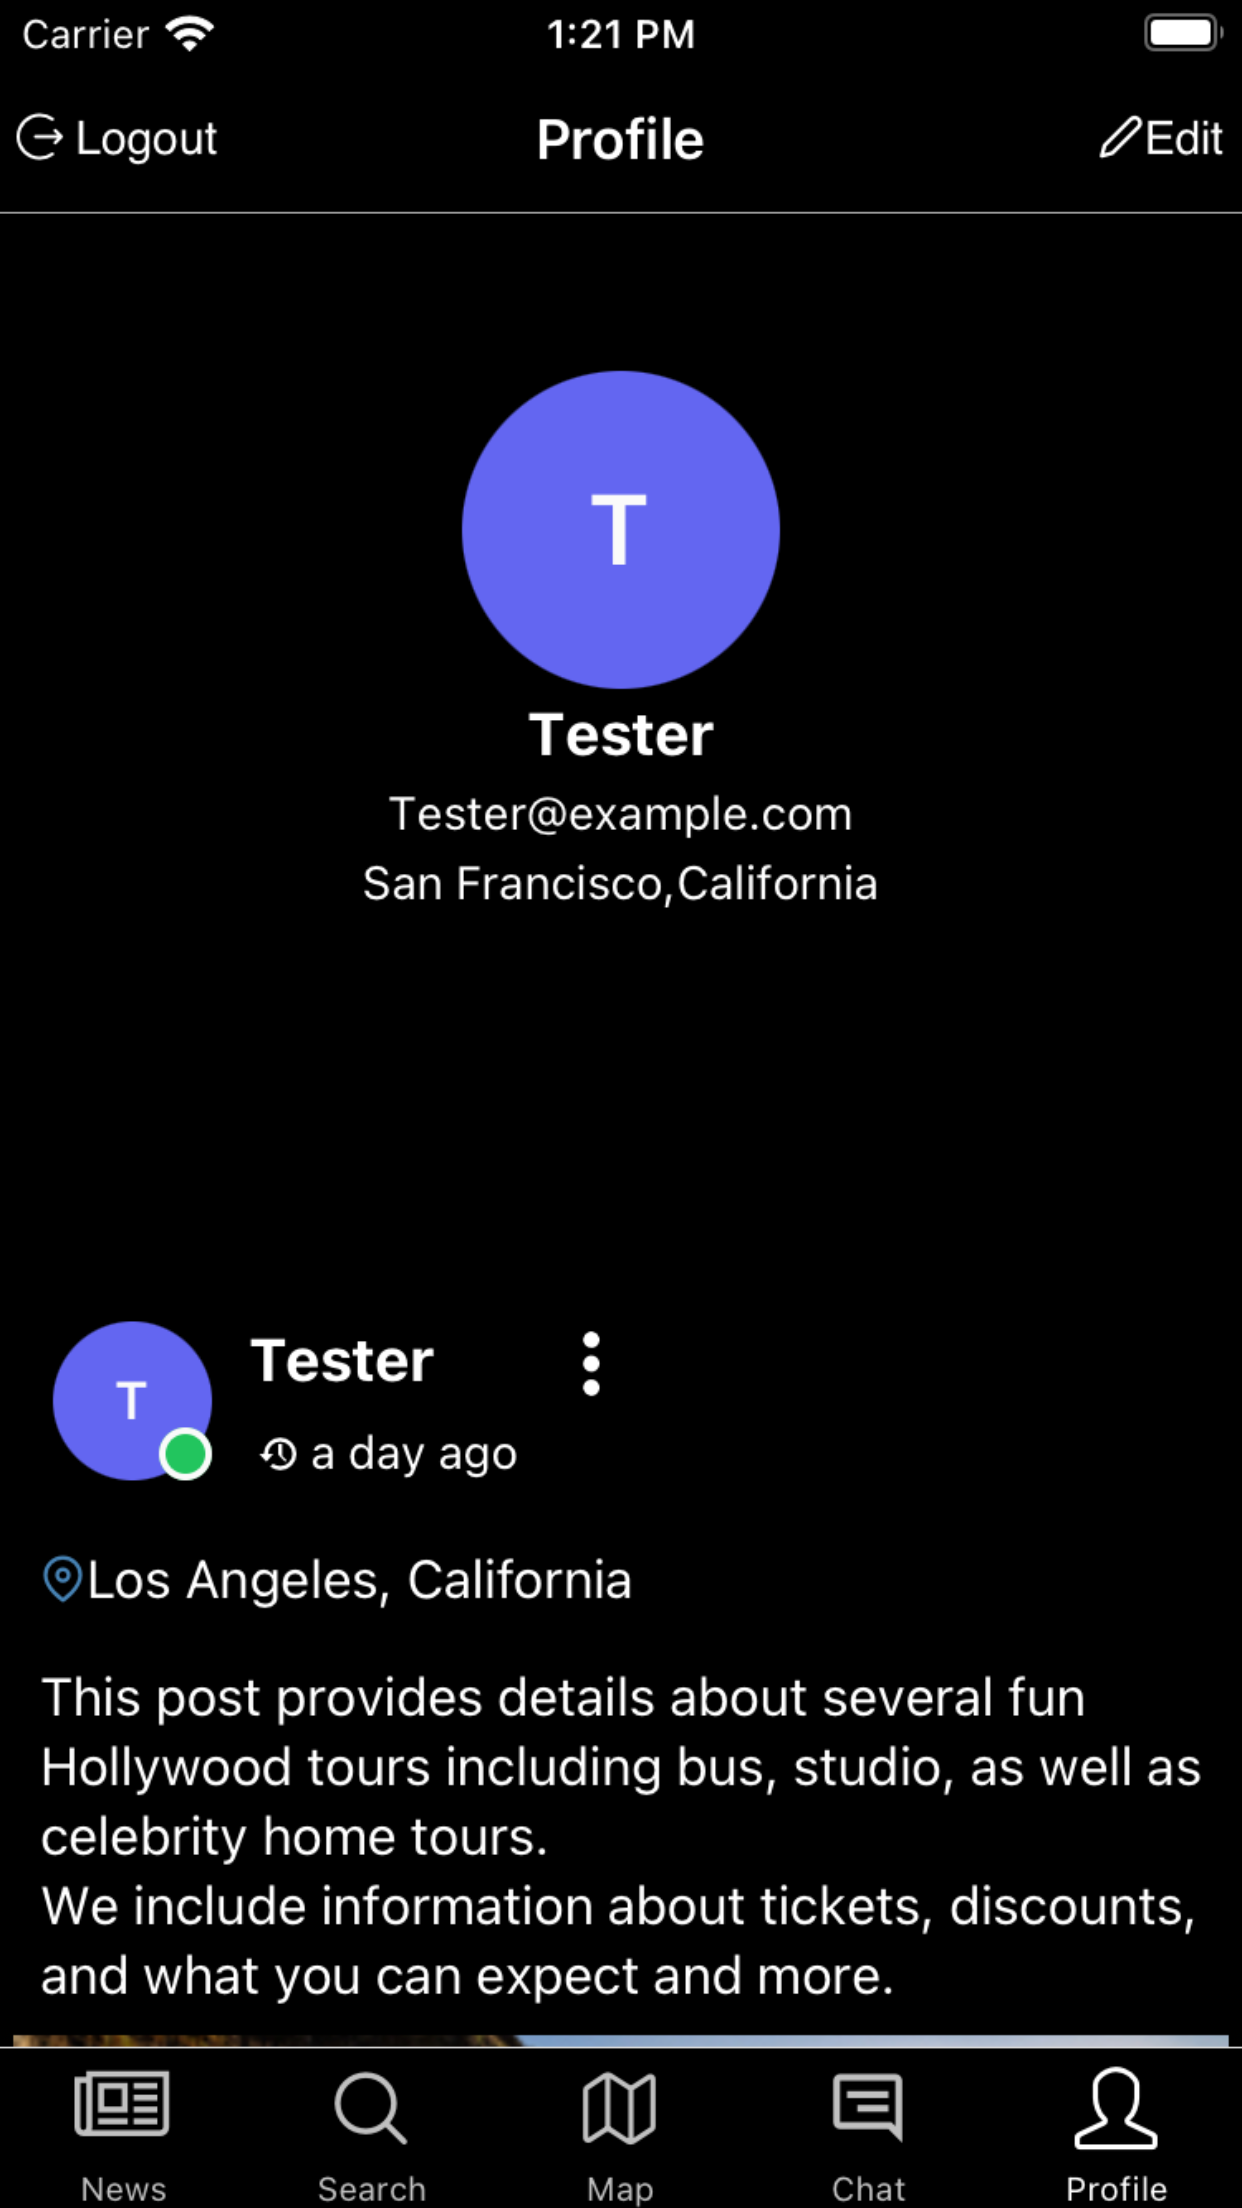 Carrier 1:21 PM
Logout Profile Edit
T
Tester
Tester@example.com
San Francisco,California
T
Tester
a day ago
Los Angeles, California
This post provides details about several fun
Hollywood tours including bus, studio, as well as
celebrity home tours.
We include information about tickets, discounts,
and what you can expect and more.
News Search Map Chat Profile